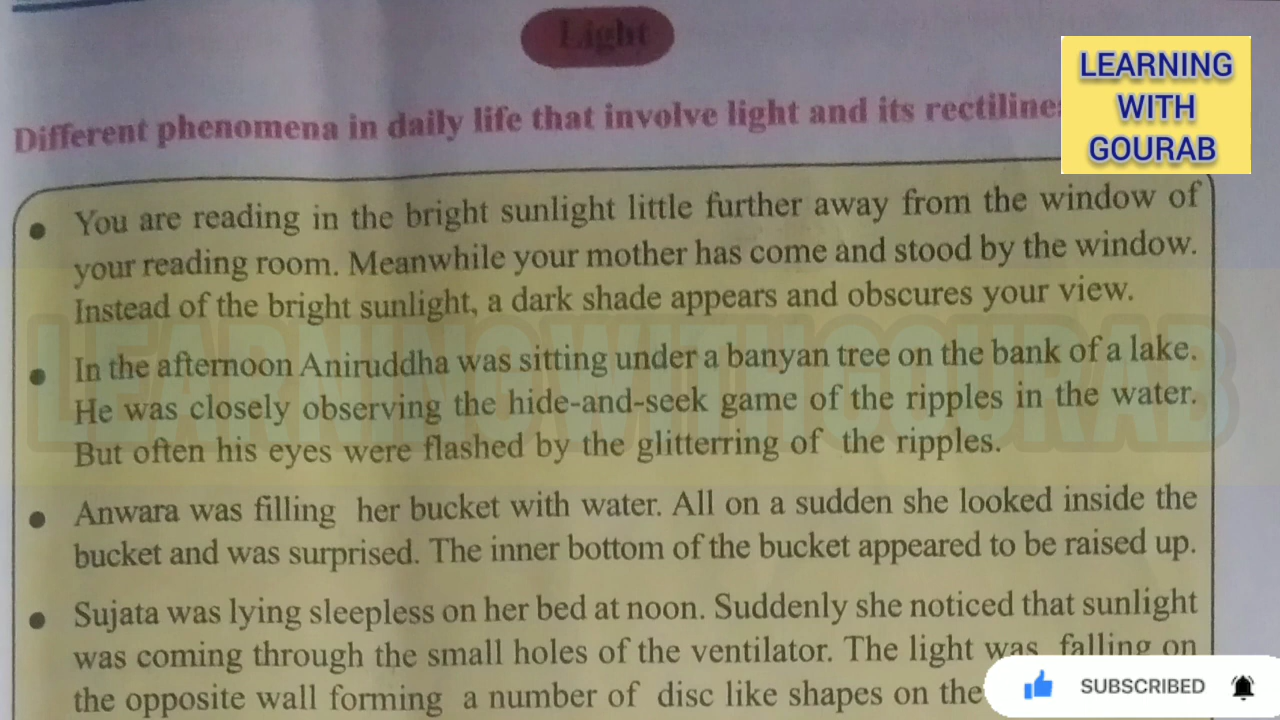 Light
Different phenomena in daily life that involve light and its
LEARNING
WITH
GOURAB
You are reading in the bright sunlight little further away from the window of
your reading room. Meanwhile your mother has come and stood by the window.
Instead of the bright sunlight, a dark shade appears and obscures your view.
In the afternoon Aniruddha was sitting under a banyan tree on the bank of a lake.
He was closely observing the hide-and-seek game of the ripples in the water.
But often his eyes were flashed by the glitterring of the ripples.
LEARNINGWITHGOURAB
Anwara was filling her bucket with water. All on a sudden she looked inside the
bucket and was surprised. The inner bottom of the bucket appeared to be raised up.
Sujata was lying sleepless on her bed at noon. Suddenly she noticed that sunlight
was coming through the small holes of the ventilator. The light was falling on
the opposite wall forming a number of disc like shapes on the
SUBSCRIBED